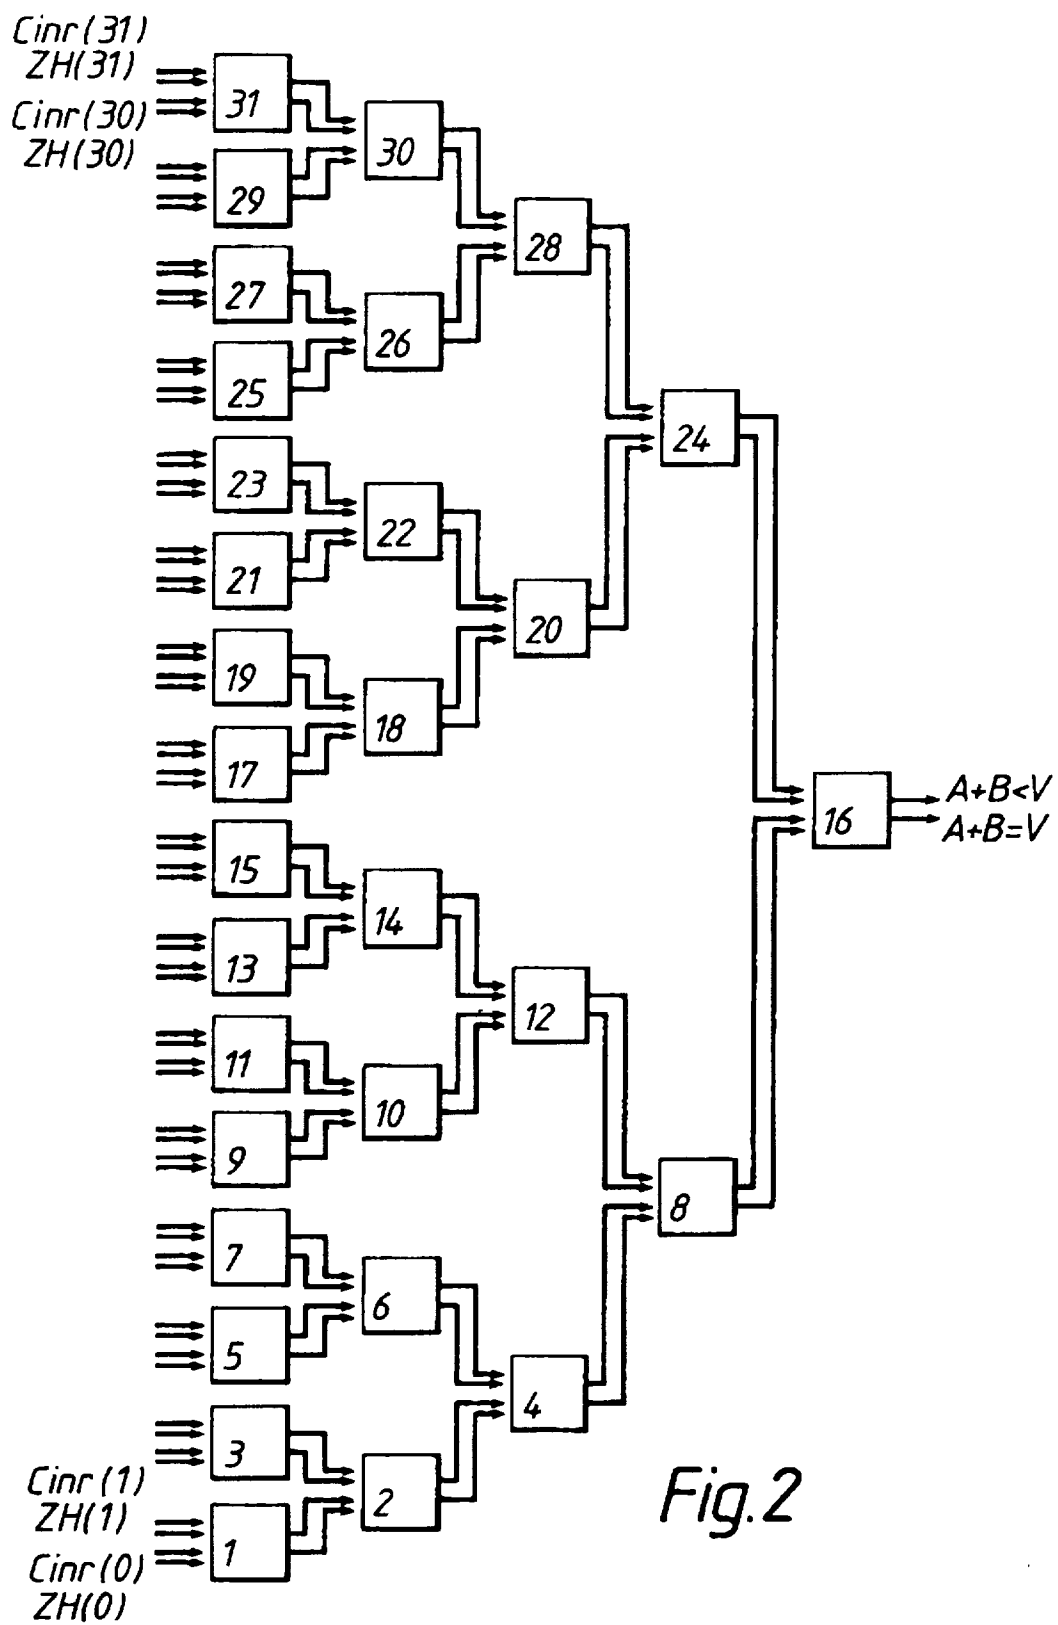 Cinr(31)
ZH(31)
Cinr(30)
ZH(30)
31
30
29
28
27
26
25
24
23
22
21
20
19
18
17
16
A+B<V
A+B=V
15
14
13
12
11
10
9
8
7
6
5
4
3
2
Cinr(1)
ZH(1)
1
Cinr(0)
ZH(0)
Fig.2